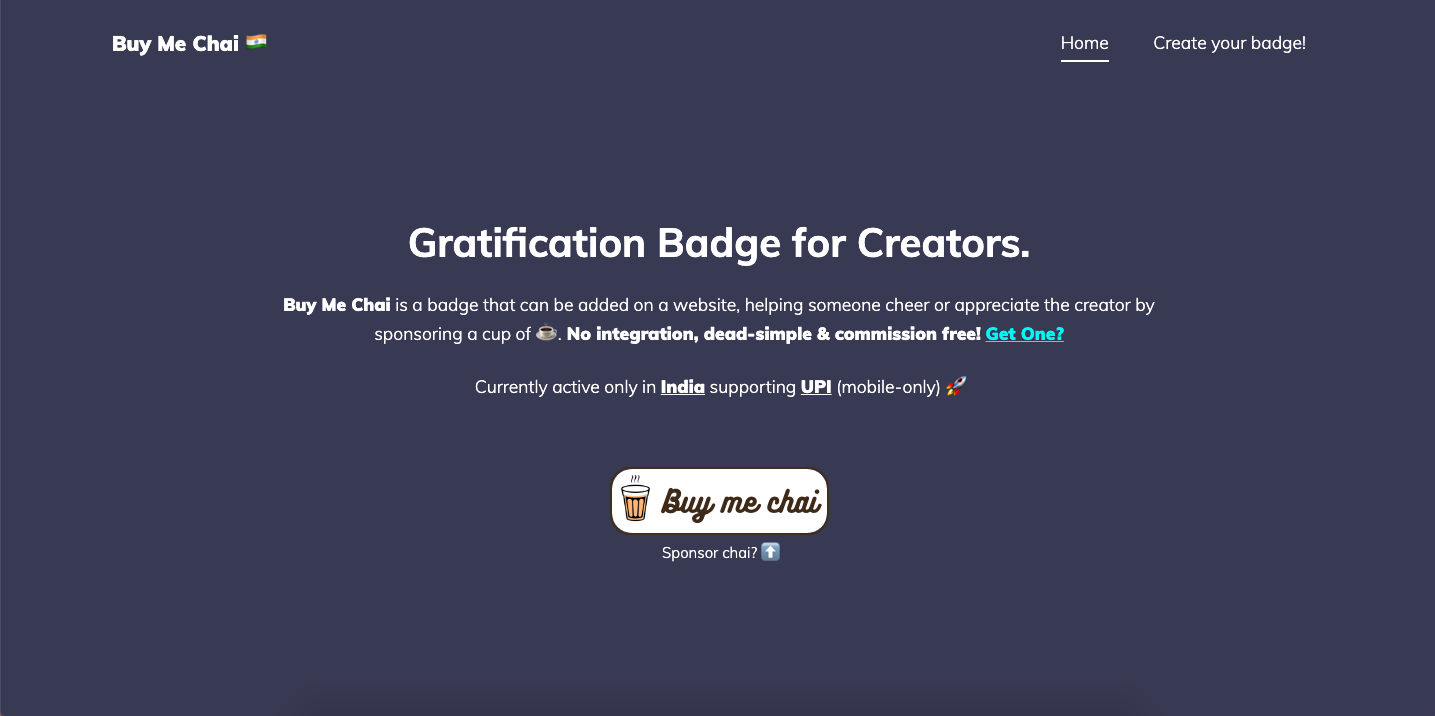 Buy Me Chai 🇮🇳
Home
Create your badge!
Gratification Badge for Creators.
Buy Me Chai is a badge that can be added on a website, helping someone cheer or appreciate the creator by
sponsoring a cup of ☕. No integration, dead-simple & commission free! Get One?
Currently active only in India supporting UPI (mobile-only) 🚀
Buy me chai
Sponsor chai? ⬆️